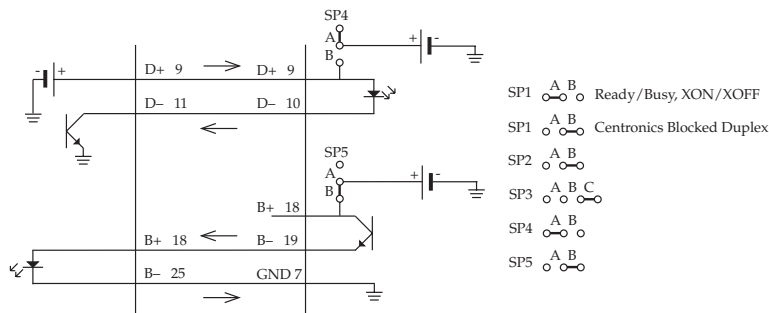 SP4
A
B
+ -
- +
D+ 9
D+ 9
D– 11
D– 10
SP5
A
B
+ -
B+ 18
B+ 18
B– 19
B– 25
GND 7
SP1 A B Ready/Busy, XON/XOFF
SP1 A B Centronics Blocked Duplex
SP2 A B
SP3 A B C
SP4 A B
SP5 A B